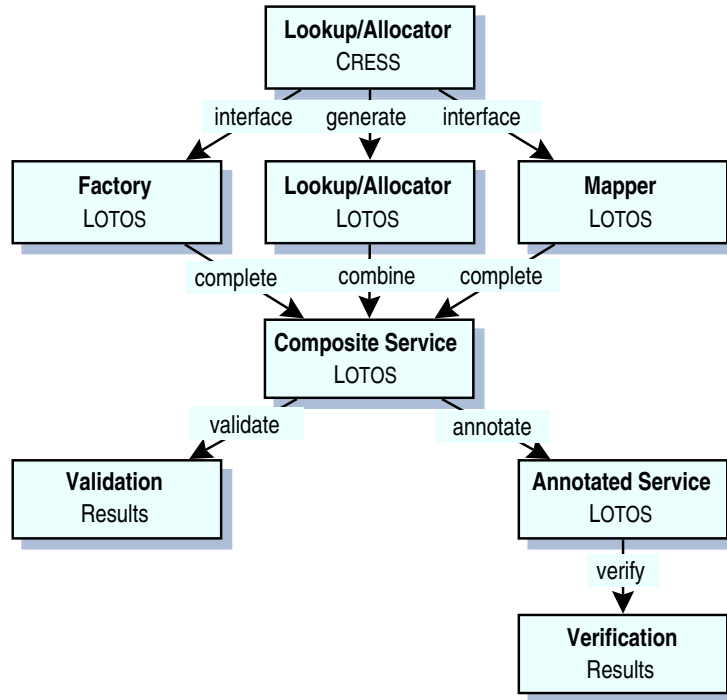 Lookup/Allocator
CRESS
interface generate interface
Factory Lookup/Allocator Mapper
LOTOS LOTOS LOTOS
complete combine complete
Composite Service
LOTOS
validate annotate
Validation Annotated Service
Results LOTOS
verify
Verification
Results